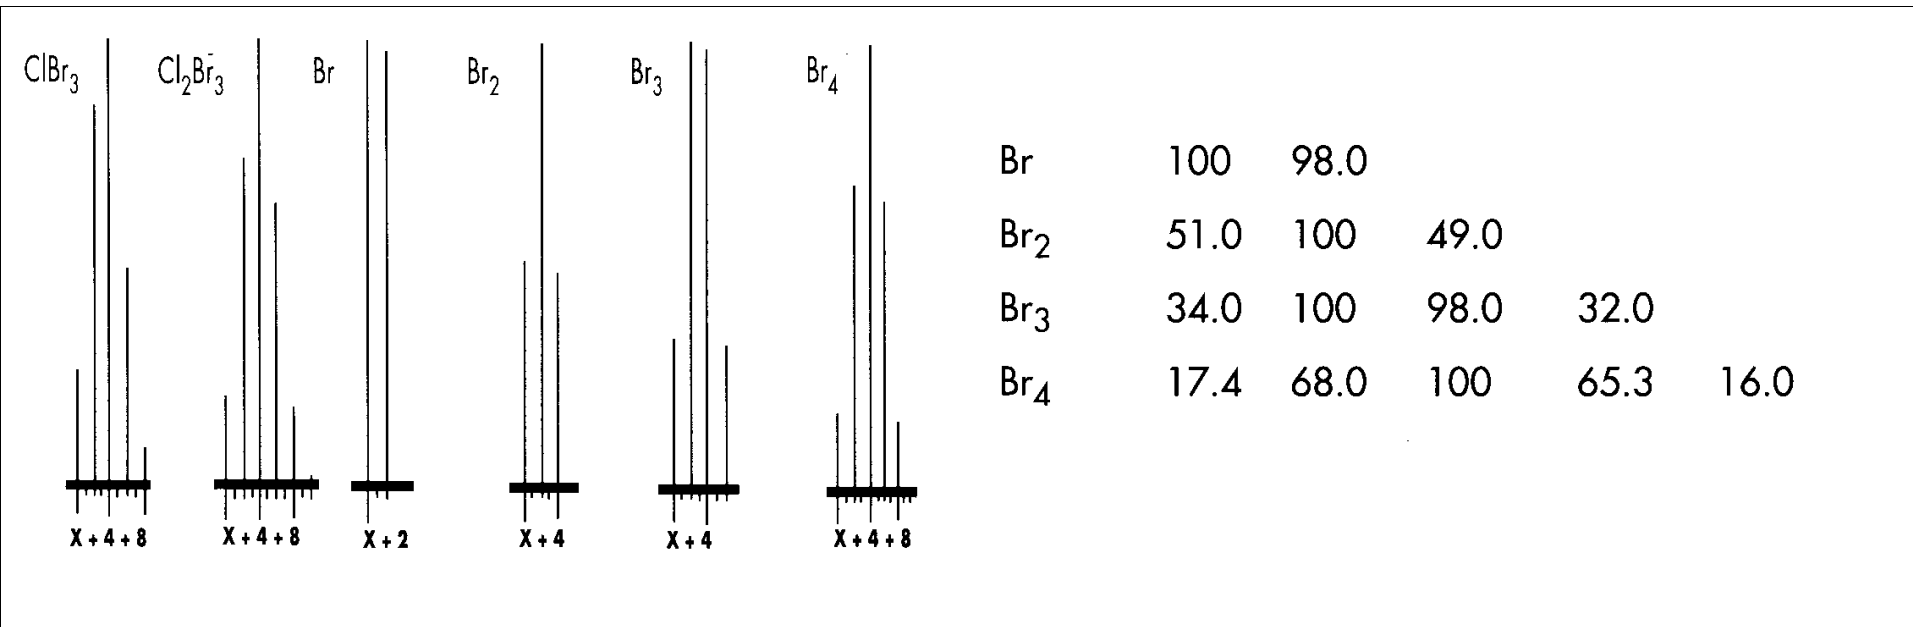 ClBr3 Cl2Br3 Br Br2 Br3 Br4
X + 4 + 8 X + 4 + 8 X + 2 X + 4 X + 4 X + 4 + 8
Br 100 98.0
Br2 51.0 100 49.0
Br3 34.0 100 98.0 32.0
Br4 17.4 68.0 100 65.3 16.0